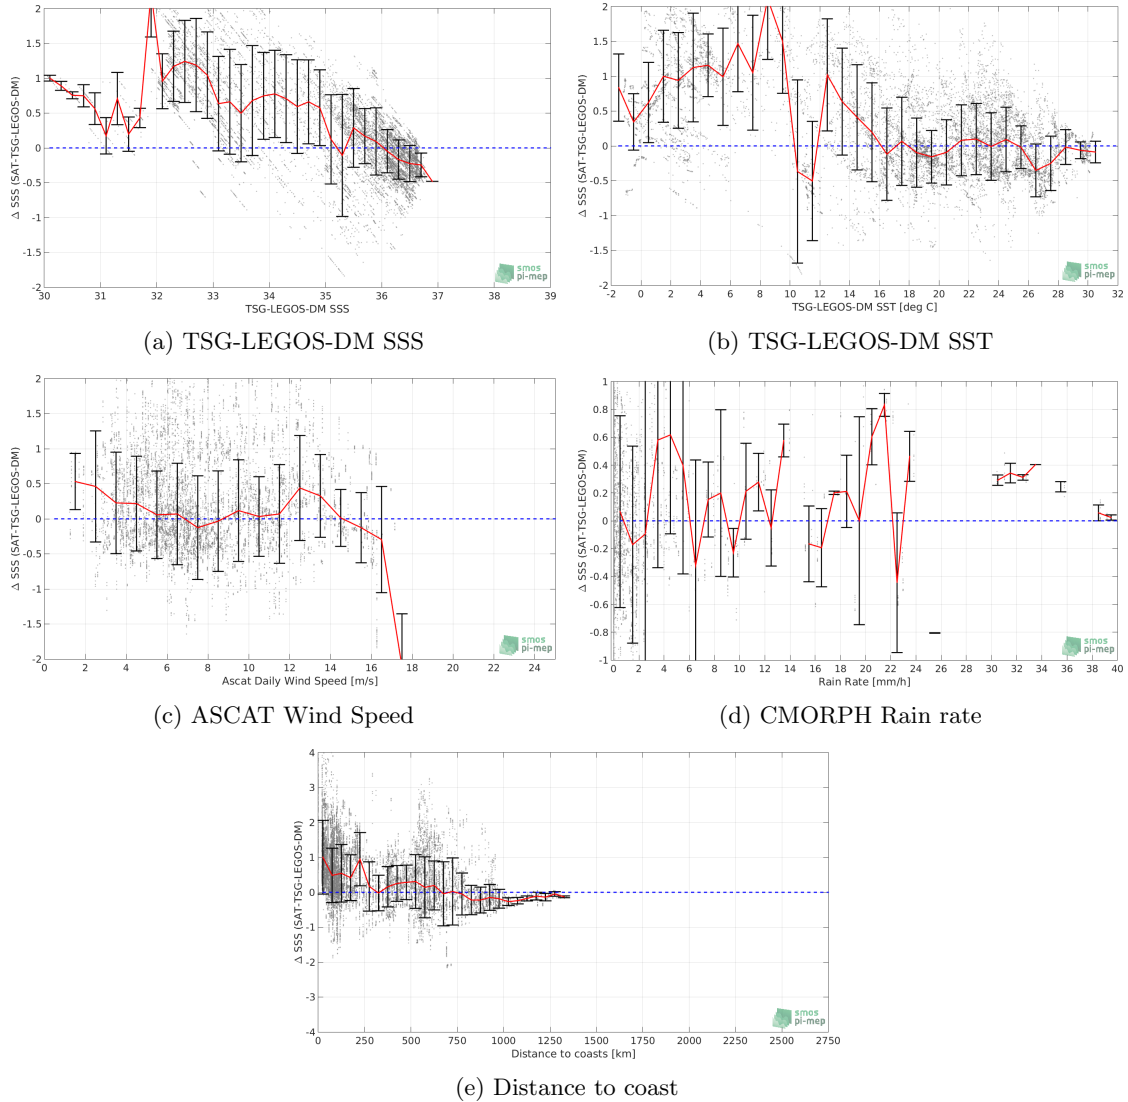 2
1.5
1
0.5
0
-0.5
-1
-1.5
-2
Δ SSS (SAT-TSG-LEGOS-DM)
30 31 32 33 34 35 36 37 38 39
TSG-LEGOS-DM SSS
smos
pi-mep
(a) TSG-LEGOS-DM SSS
2
1.5
1
0.5
0
-0.5
-1
-1.5
-2
Δ SSS (SAT-TSG-LEGOS-DM)
-2 0 2 4 6 8 10 12 14 16 18 20 22 24 26 28 30 32
TSG-LEGOS-DM SST [deg C]
smos
pi-mep
(b) TSG-LEGOS-DM SST
2
1.5
1
0.5
0
-0.5
-1
-1.5
-2
Δ SSS (SAT-TSG-LEGOS-DM)
0 2 4 6 8 10 12 14 16 18 20 22 24
Ascat Daily Wind Speed [m/s]
smos
pi-mep
(c) ASCAT Wind Speed
1
0.8
0.6
0.4
0.2
0
-0.2
-0.4
-0.6
-0.8
-1
Δ SSS (SAT-TSG-LEGOS-DM)
0 2 4 6 8 10 12 14 16 18 20 22 24 26 28 30 32 34 36 38 40
Rain Rate [mm/h]
smos
pi-mep
(d) CMORPH Rain rate
4
3
2
1
0
-1
-2
-3
-4
Δ SSS (SAT-TSG-LEGOS-DM)
0 250 500 750 1000 1250 1500 1750 2000 2250 2500 2750
Distance to coasts [km]
smos
pi-mep
(e) Distance to coast